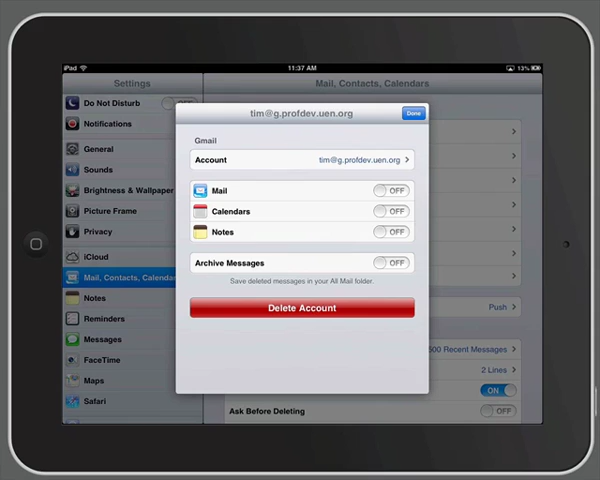 iPad
11:37 AM
13%
Settings
Mail, Contacts, Calendars
Do Not Disturb OFF
Notifications
General
Sounds
Brightness & Wallpaper
Picture Frame
Privacy
iCloud
Mail, Contacts, Calendars
Notes
Reminders
Messages
FaceTime
Maps
Safari
tim@g.profdev.uen.org
Done
Gmail
Account tim@g.profdev.uen.org
Mail OFF
Calendars OFF
Notes OFF
Archive Messages OFF
Save deleted messages in your All Mail folder.
Delete Account
Push
Recent Messages
2 Lines
ON
Ask Before Deleting OFF